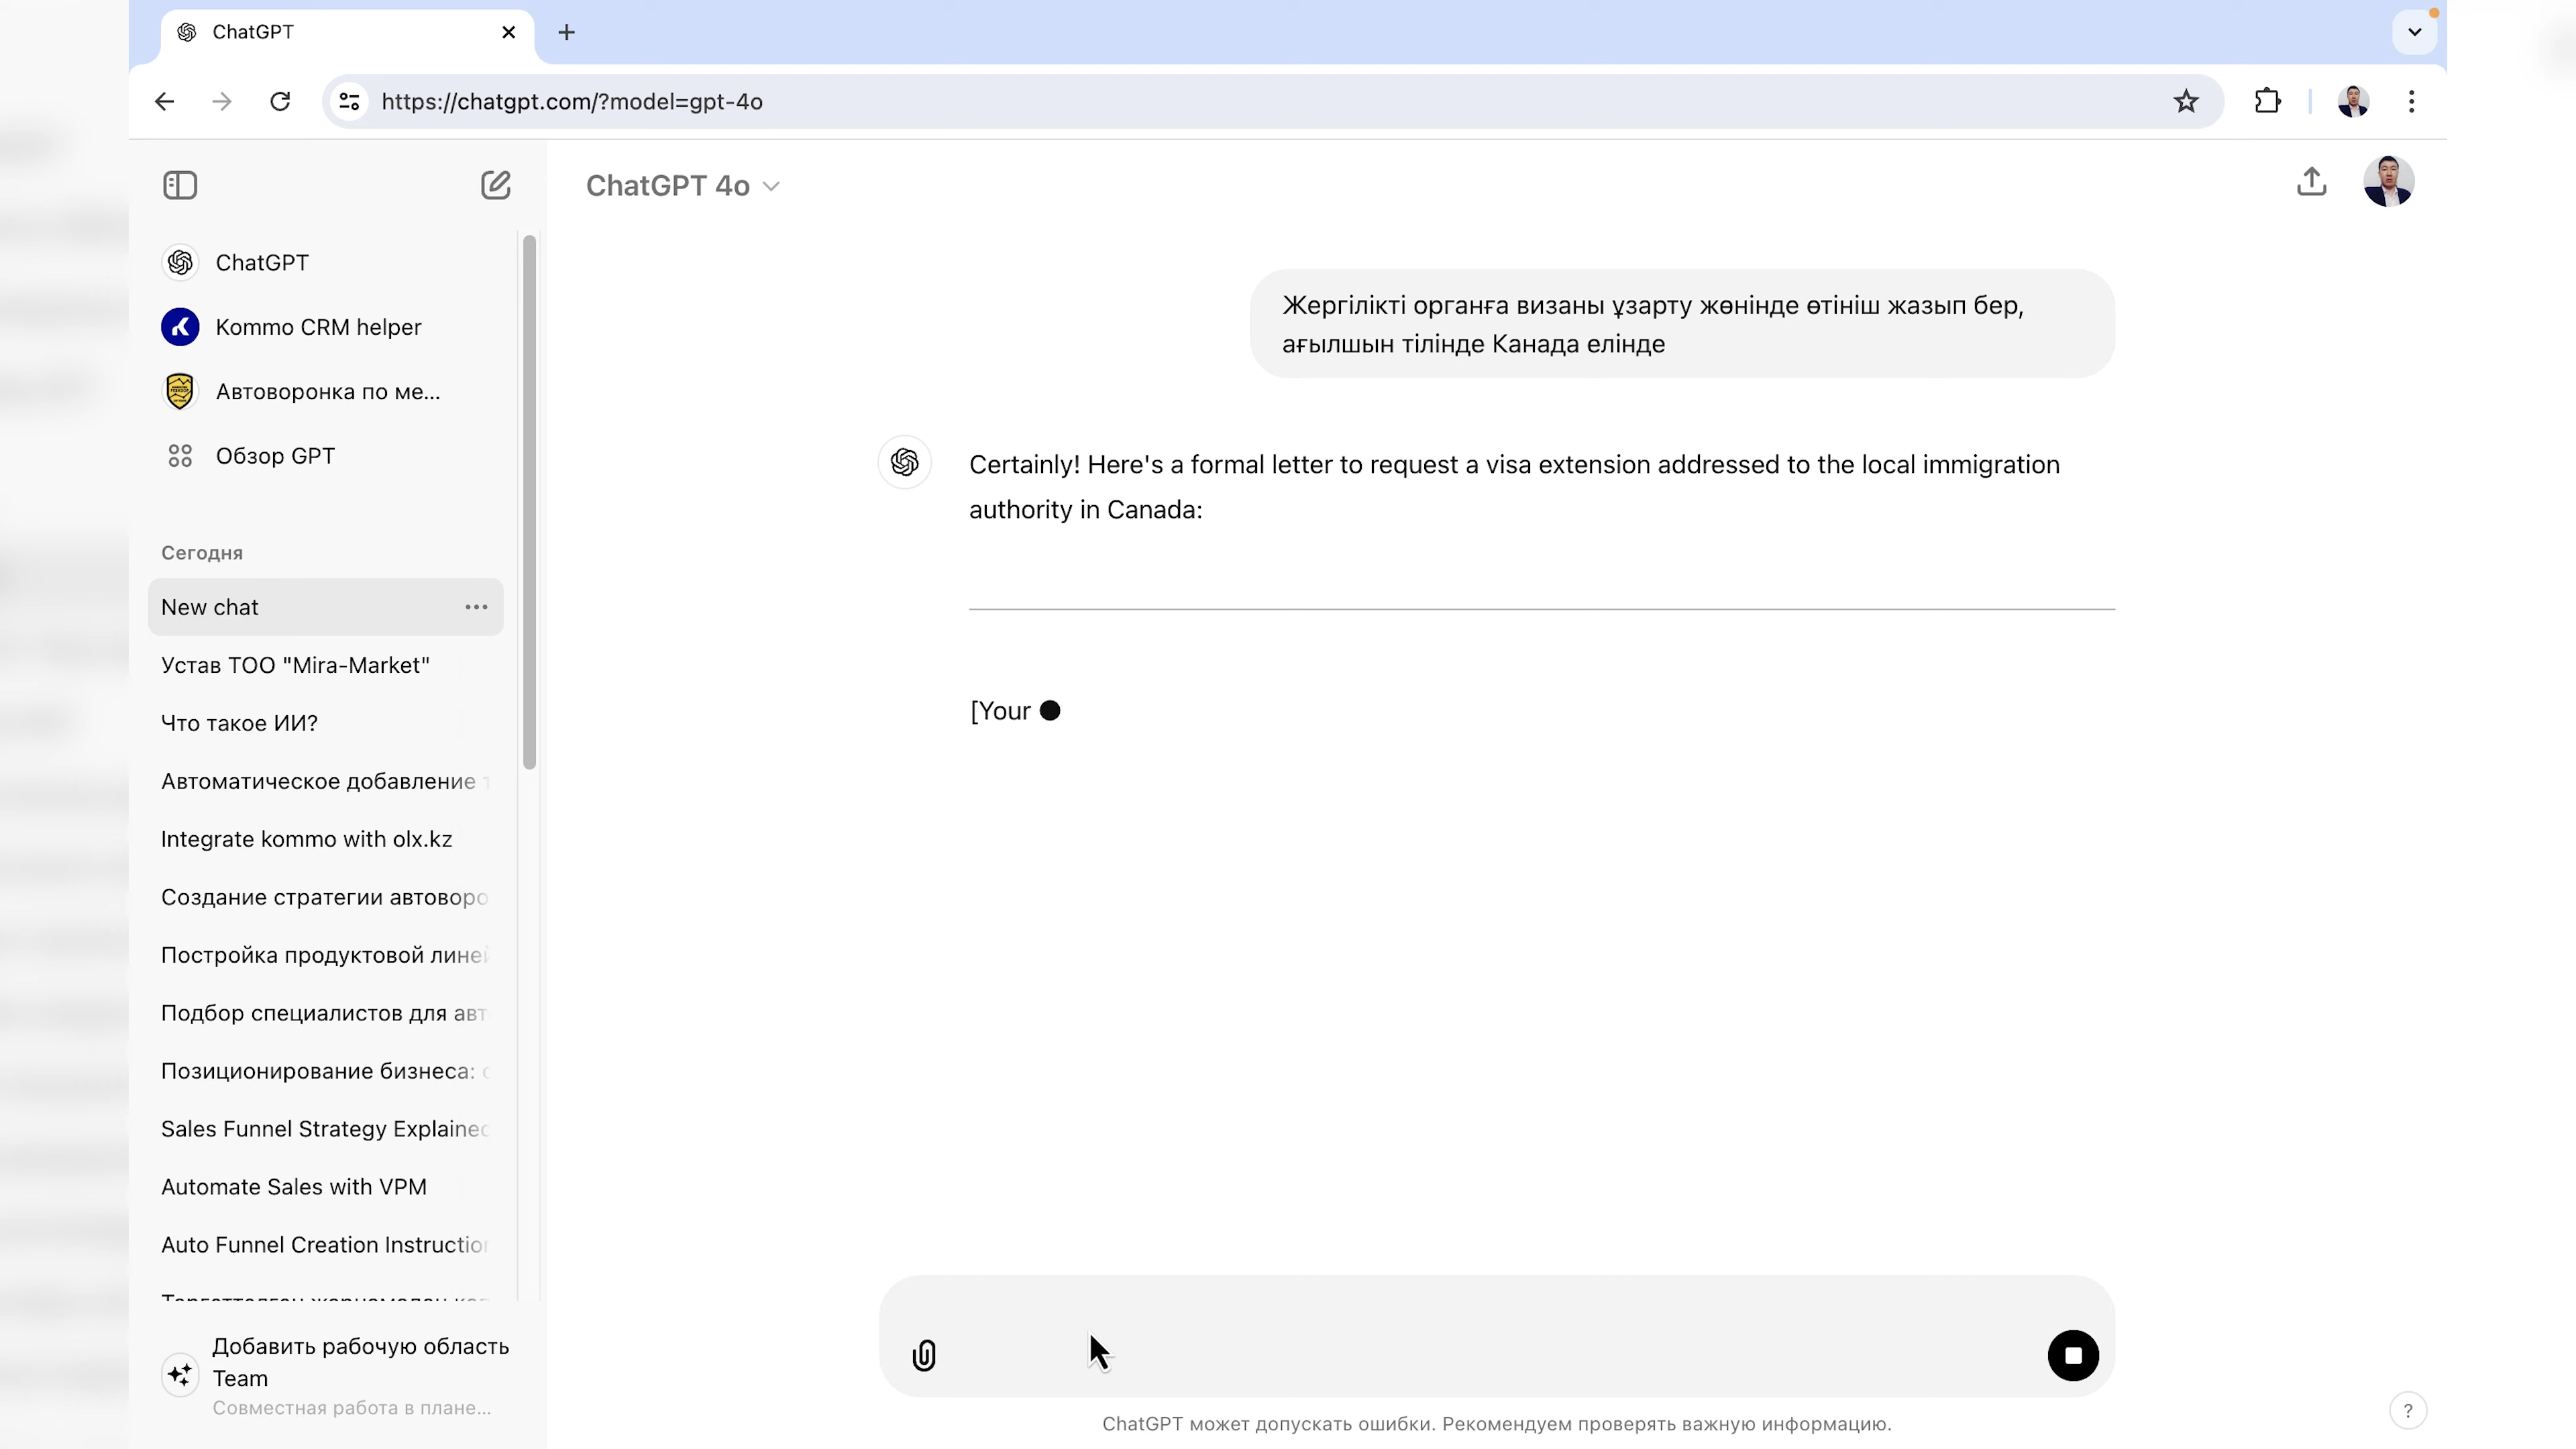 ChatGPT
https://chatgpt.com/?model=gpt-4o
ChatGPT 4o
ChatGPT
Kommo CRM helper
Автоворонка по ме...
Обзор GPT
Сегодня
New chat
Устав ТОО "Mira-Market"
Что такое ИИ?
Автоматическое добавление
Integrate kommo with olx.kz
Создание стратегии автоворо
Постройка продуктовой линей
Подбор специалистов для авт
Позиционирование бизнеса:
Sales Funnel Strategy Explained
Automate Sales with VPM
Auto Funnel Creation Instruction
Добавить рабочую область
Team
Совместная работа в плане...
Жергілікті органға визаны ұзарту жөнінде өтініш жазып бер,
ағылшын тілінде Канада елінде
Certainly! Here's a formal letter to request a visa extension addressed to the local immigration
authority in Canada:
[Your
ChatGPT может допускать ошибки. Рекомендуем проверять важную информацию.
?